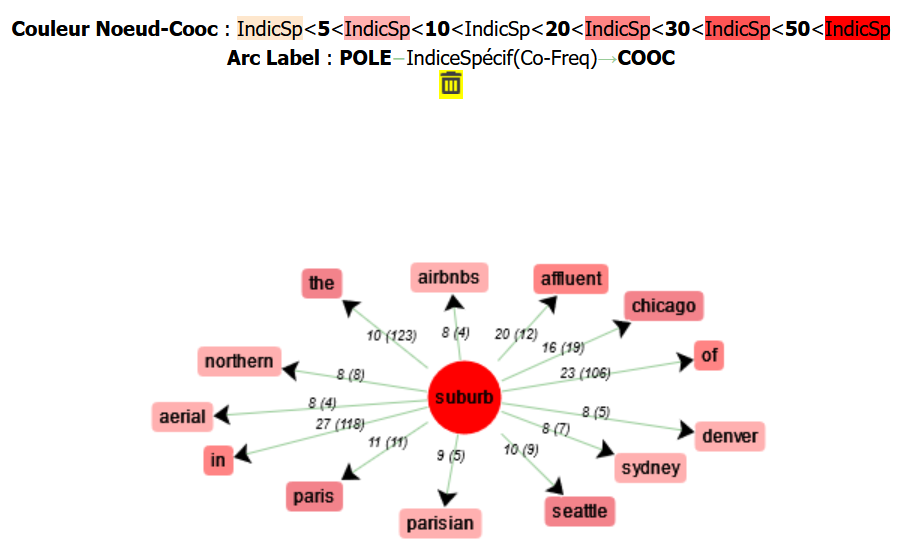 Couleur Noeud-Cooc : IndicSp<5<IndicSp<10<IndicSp<20<IndicSp<30<IndicSp<50<IndicSp
Arc Label : POLE−IndiceSpécif(Co-Freq)→COOC
the
airbnbs
affluent
chicago
10 (123)
8 (4)
20 (12)
16 (19)
northern
8 (8)
23 (106)
of
aerial
8 (4)
suburb
8 (5)
denver
in
27 (118)
11 (11)
9 (5)
10 (9)
8 (7)
sydney
paris
parisian
seattle